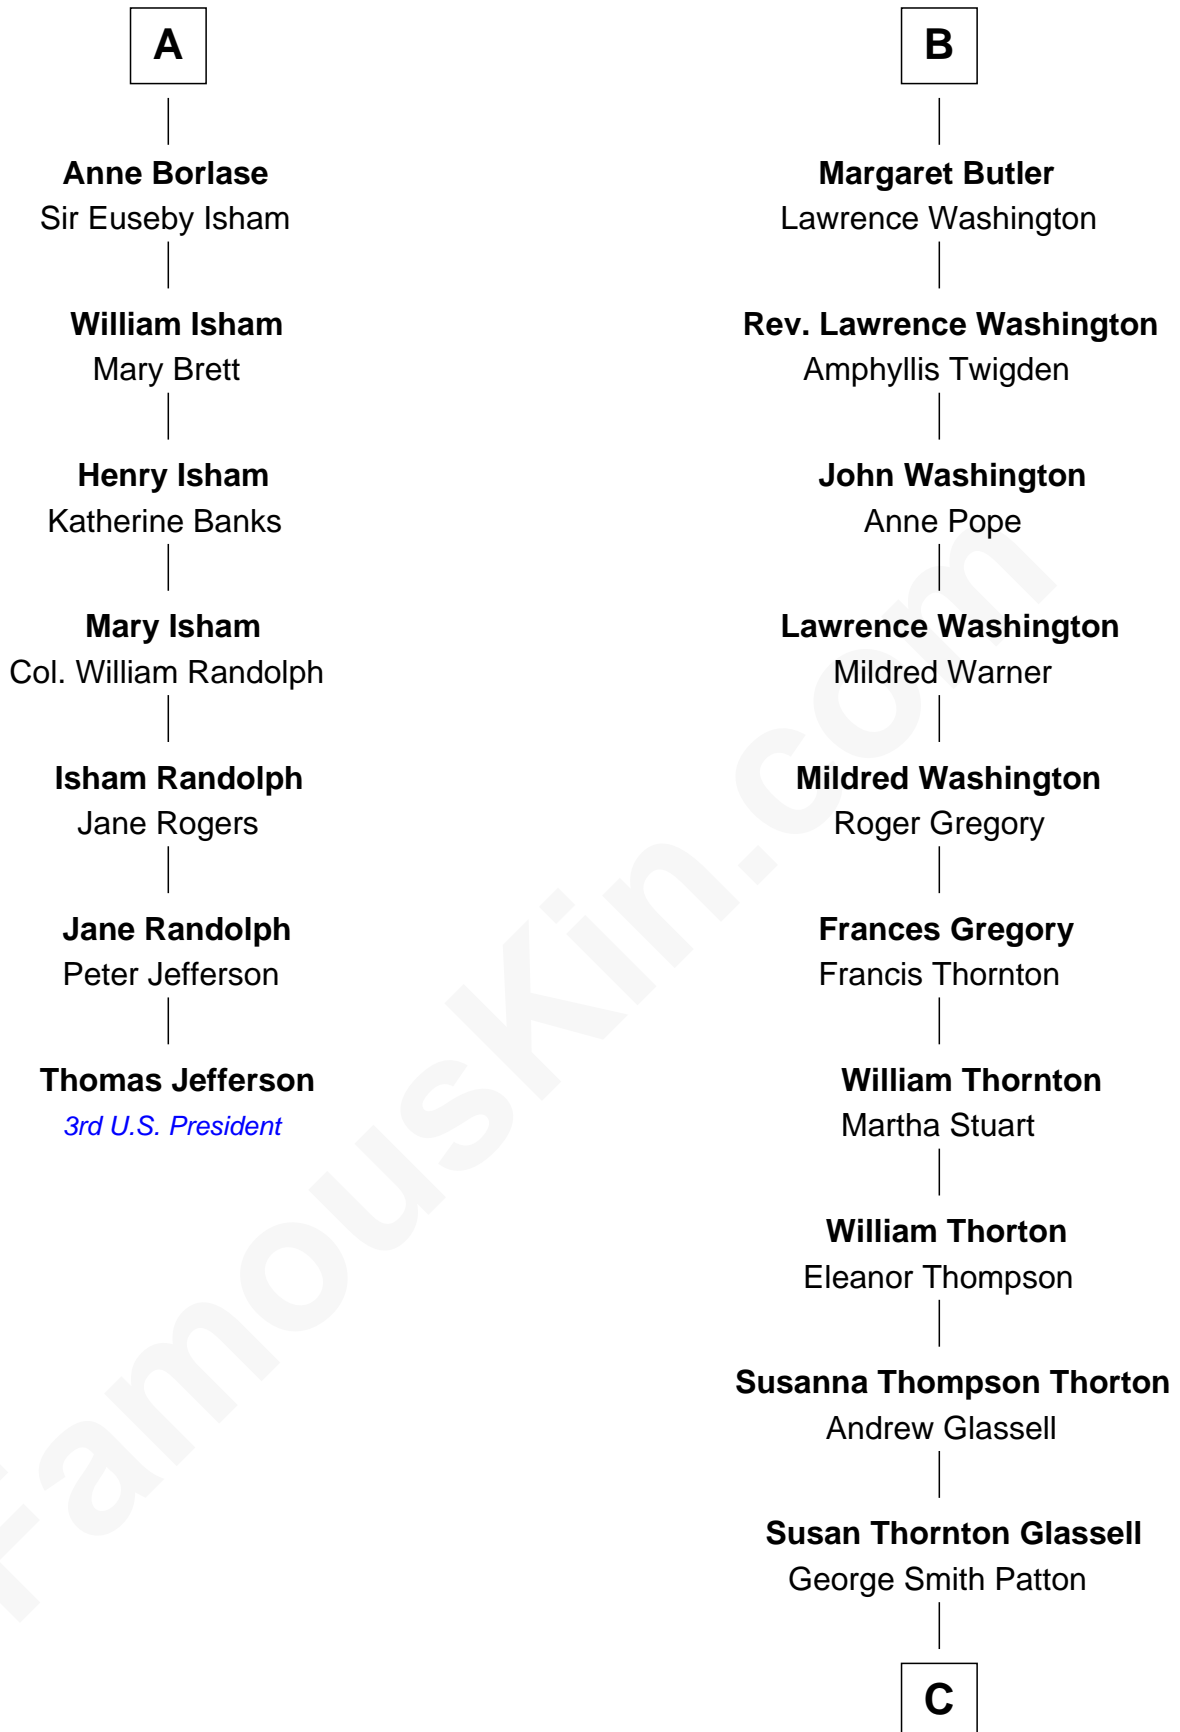 A
Anne Borlase
Sir Euseby Isham
William Isham
Mary Brett
Henry Isham
Katherine Banks
Mary Isham
Col. William Randolph
Isham Randolph
Jane Rogers
Jane Randolph
Peter Jefferson
Thomas Jefferson
3rd U.S. President
B
Margaret Butler
Lawrence Washington
Rev. Lawrence Washington
Amphyllis Twigden
John Washington
Anne Pope
Lawrence Washington
Mildred Warner
Mildred Washington
Roger Gregory
Frances Gregory
Francis Thornton
William Thornton
Martha Stuart
William Thorton
Eleanor Thompson
Susanna Thompson Thorton
Andrew Glassell
Susan Thornton Glassell
George Smith Patton
C
FamousKin.com